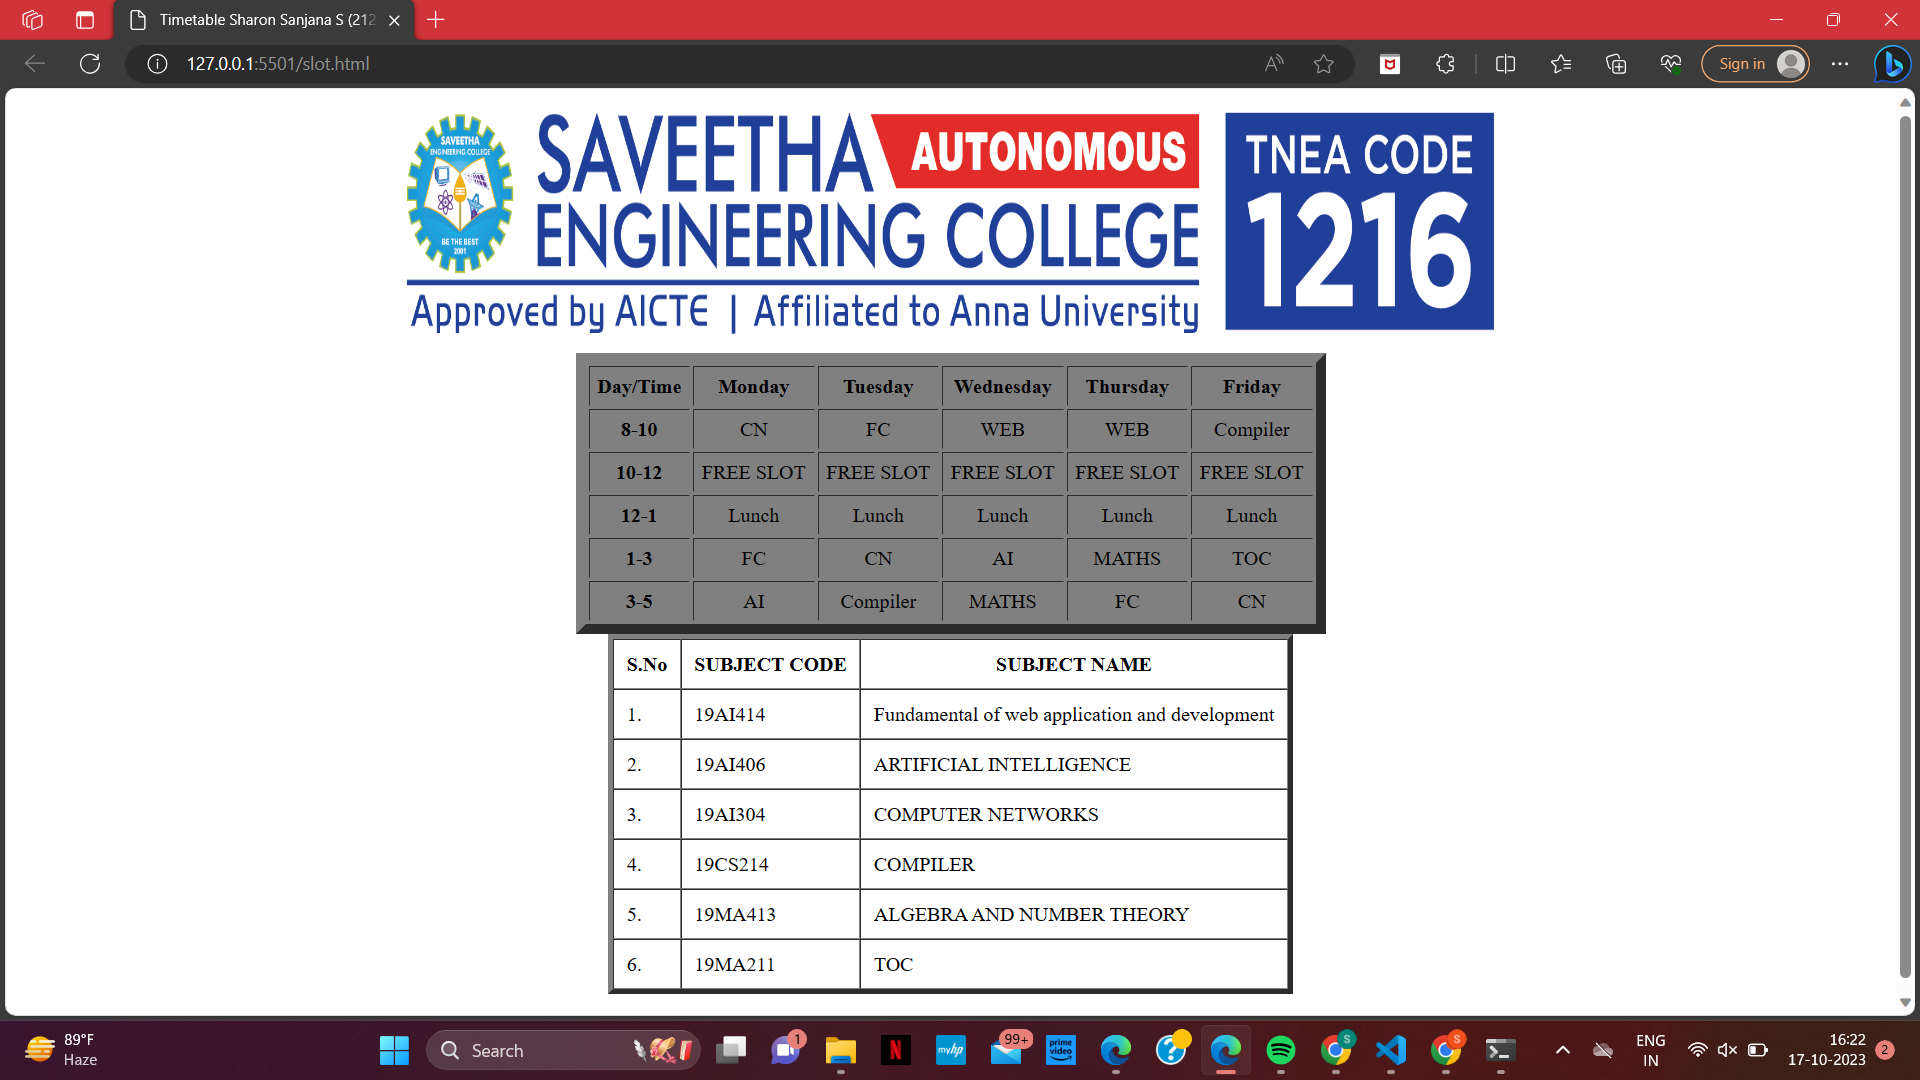 Timetable Sharon Sanjana S (212
127.0.0.1:5501/slot.html
Sign in
SAVEETHA
ENGINEERING COLLEGE
BE THE BEST
2001
SAVEETHA AUTONOMOUS
ENGINEERING COLLEGE
Approved by AICTE | Affiliated to Anna University
TNEA CODE
1216
Day/Time Monday Tuesday Wednesday Thursday Friday
8-10 CN FC WEB WEB Compiler
10-12 FREE SLOT FREE SLOT FREE SLOT FREE SLOT FREE SLOT
12-1 Lunch Lunch Lunch Lunch Lunch
1-3 FC CN AI MATHS TOC
3-5 AI Compiler MATHS FC CN
S.No SUBJECT CODE SUBJECT NAME
1. 19AI414 Fundamental of web application and development
2. 19AI406 ARTIFICIAL INTELLIGENCE
3. 19AI304 COMPUTER NETWORKS
4. 19CS214 COMPILER
5. 19MA413 ALGEBRA AND NUMBER THEORY
6. 19MA211 TOC
89°F
Haze
Search
1
N
myhp
99+
prime
video
S
S
ENG
IN
16:22
17-10-2023
2